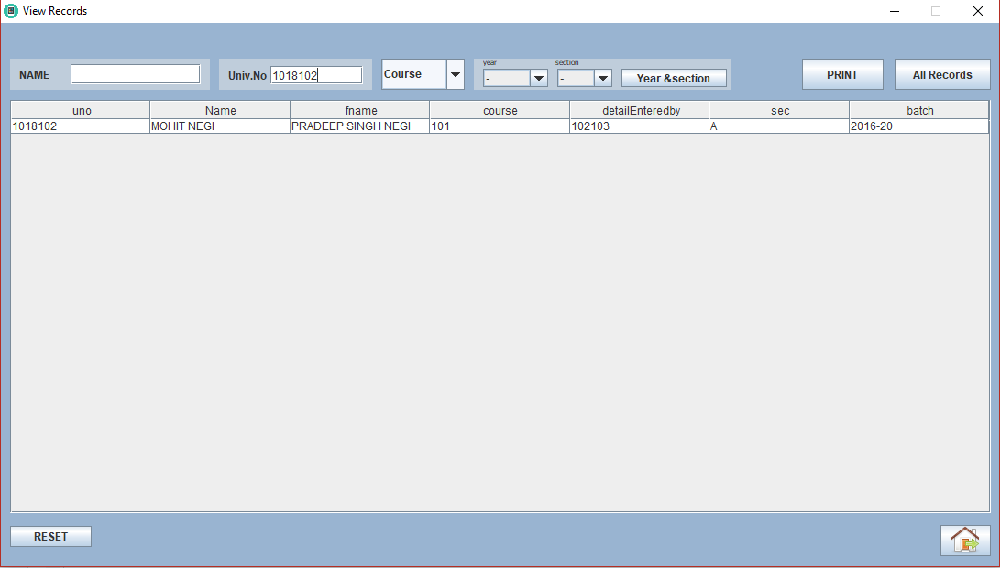 View Records
NAME Univ.No 1018102 Course year - section - Year &section PRINT All Records
uno Name fname course detailEnteredby sec batch
1018102 MOHIT NEGI PRADEEP SINGH NEGI 101 102103 A 2016-20
RESET